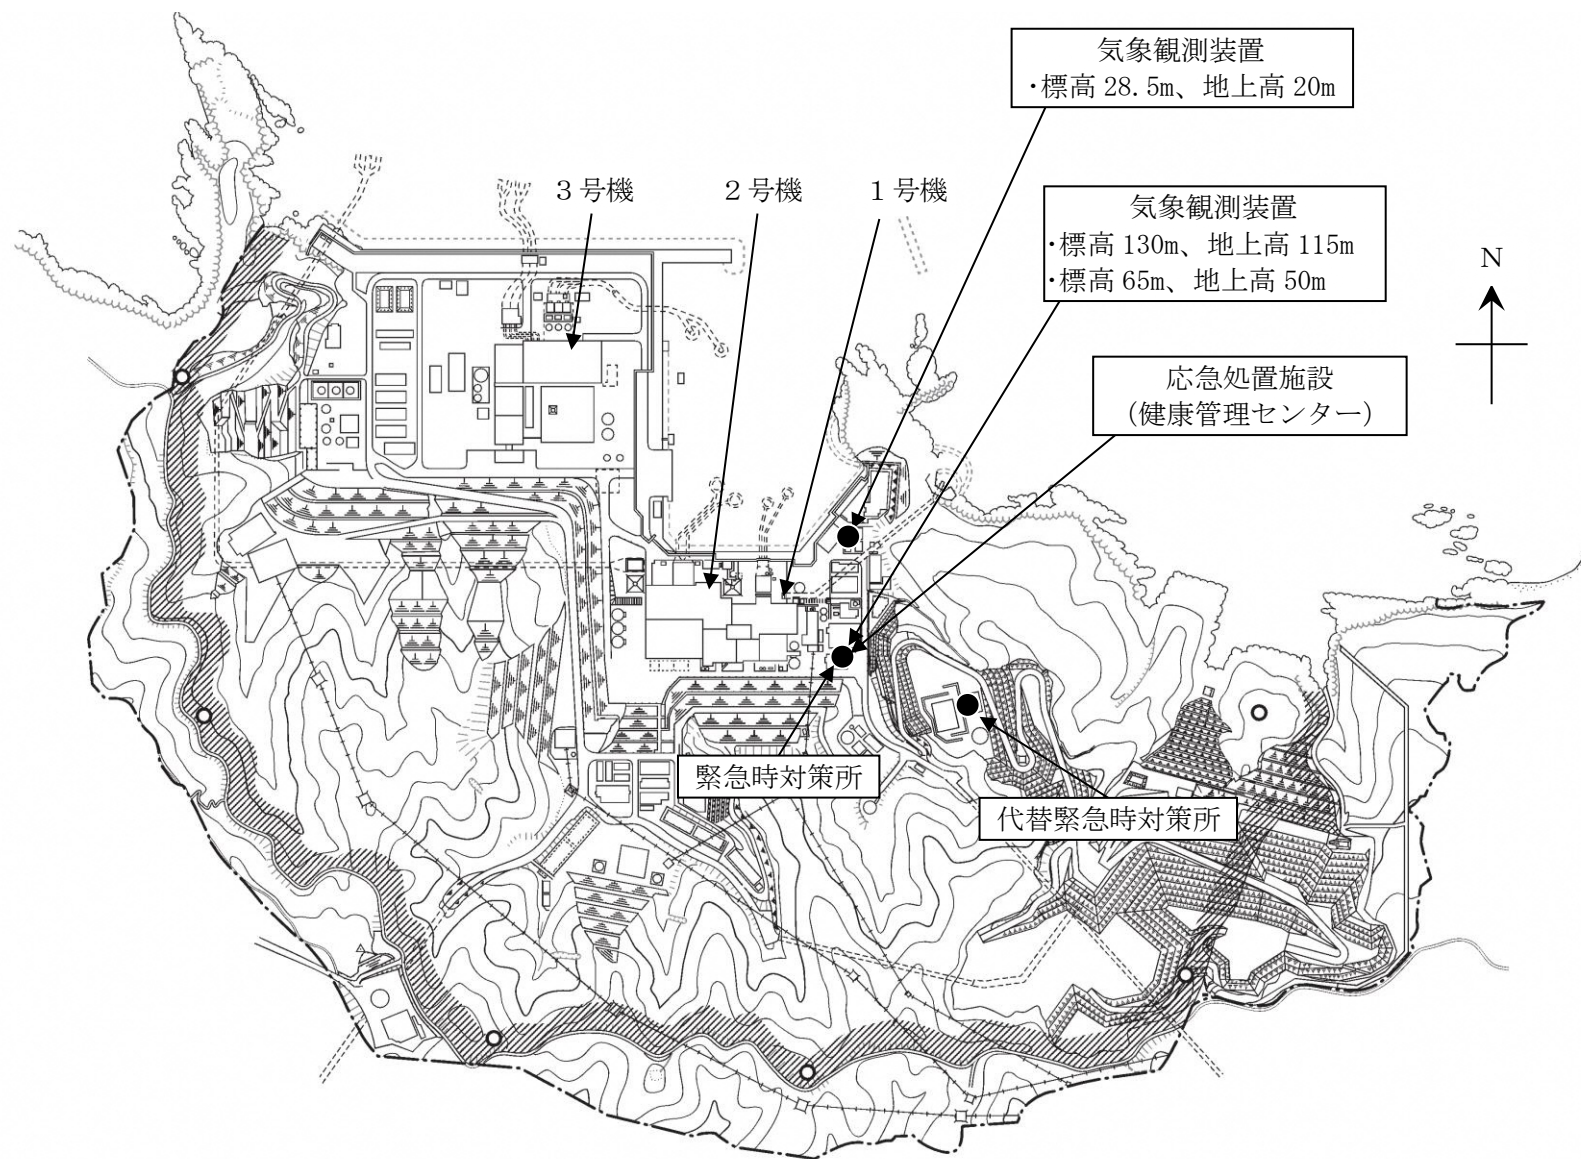 気象観測装置
・標高 28.5m、地上高 20m
3 号機
2 号機
1 号機
気象観測装置
・標高 130m、地上高 115m
・標高 65m、地上高 50m
N
応急処置施設
(健康管理センター)
緊急時対策所
代替緊急時対策所